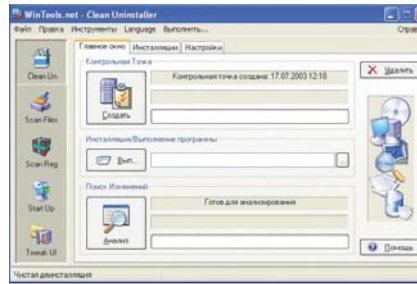 WinTools.net - Clean Uninstaller
Файл Правка Инструменты Language Выполнить... Справ
Главное окно Инсталляции Настройки
Контрольная Точка
Контрольная точка создана: 17.07.2003 12:18
Создать
Удалить
Clean Un
Scan Files
Инсталляция/Выполнение программы
Вып...
...
Scan Reg
Поиск Изменений
Готов для анализирования
Start Up
Анализ
Tweak UI
Помощь
Чистая деинсталляция